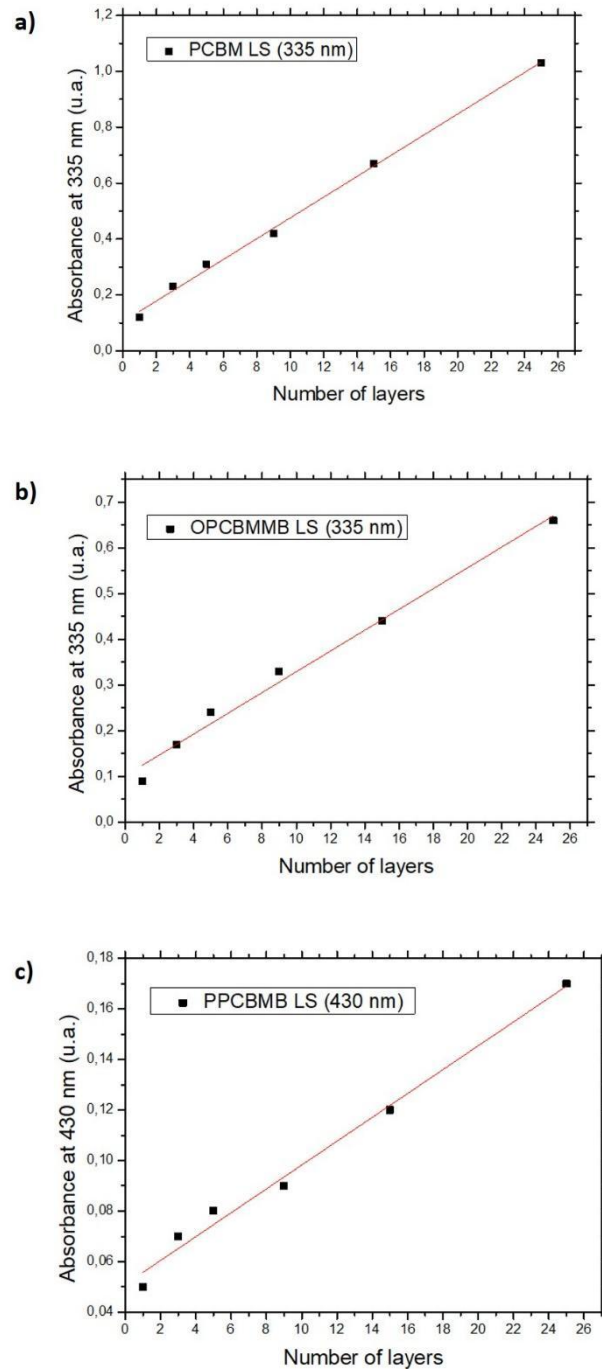 a)
1,2
PCBM LS (335 nm)
1,0
0,8
0,6
0,4
0,2
0,0
Absorbance at 335 nm (u.a.)
0 2 4 6 8 10 12 14 16 18 20 22 24 26
Number of layers
b)
0,7
OPCBMMB LS (335 nm)
0,6
0,5
0,4
0,3
0,2
0,1
0,0
Absorbance at 335 nm (u.a.)
0 2 4 6 8 10 12 14 16 18 20 22 24 26
Number of layers
c)
0,18
PPCBMB LS (430 nm)
0,16
0,14
0,12
0,10
0,08
0,06
0,04
Absorbance at 430 nm (u.a.)
0 2 4 6 8 10 12 14 16 18 20 22 24 26
Number of layers